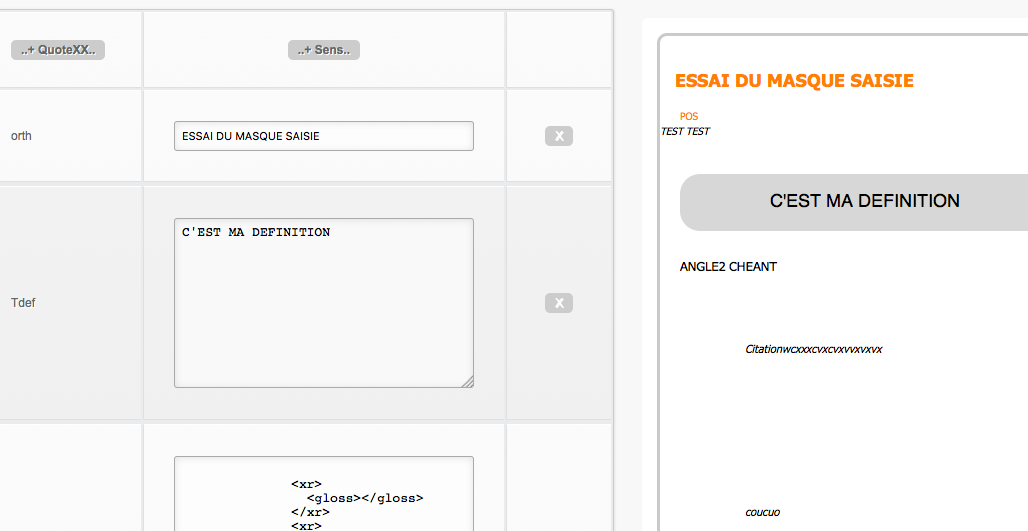 ..+ QuoteXX..
..+ Sens..
orth
ESSAI DU MASQUE SAISIE
X
Tdef
C'EST MA DEFINITION
X
<xr>
<gloss></gloss>
</xr>
<xr>
ESSAI DU MASQUE SAISIE
POS
TEST TEST
C'EST MA DEFINITION
ANGLE2 CHEANT
Citationwcxxxcvxcvxvvxvxvx
coucuo